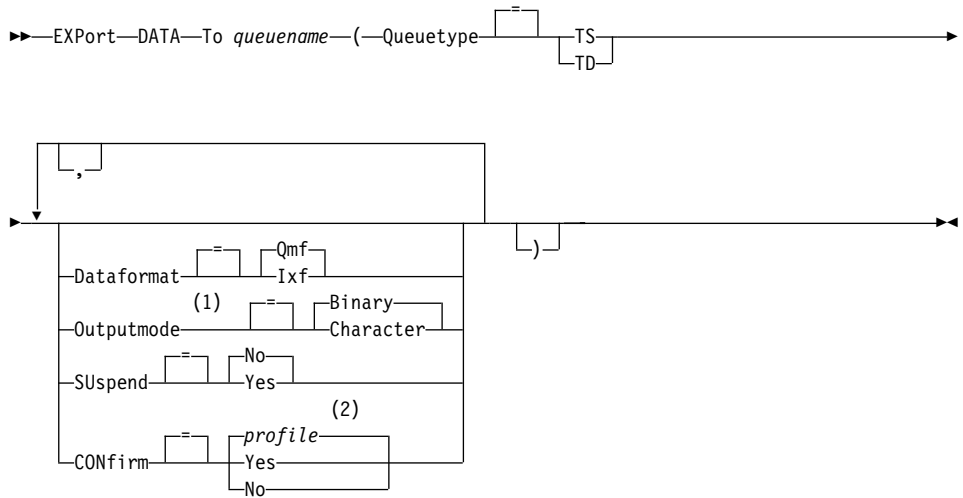 =
EXPort DATA To queuename ( Queuetype TS
TD
,
)
= Qmf
Dataformat Ixf
(1) = Binary
Outputmode Character
= No
SUspend Yes
(2)
= profile
CONfirm Yes
No